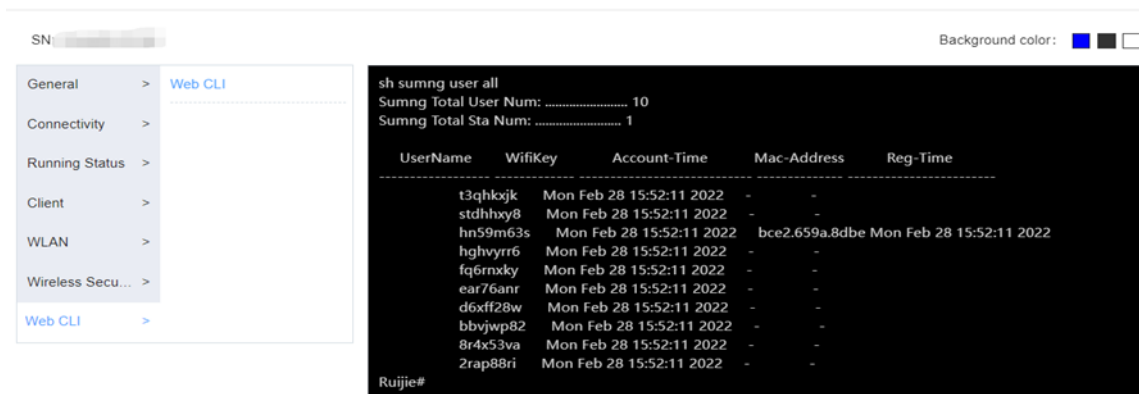 SN:
Background color:
General >
Connectivity >
Running Status >
Client >
WLAN >
Wireless Secu... >
Web CLI >
Web CLI
sh sumng user all
Sumng Total User Num: .......................... 10
Sumng Total Sta Num: .......................... 1
UserName WifiKey Account-Time Mac-Address Reg-Time
------------------- ------------- ---------------------------- -------------- ------------------------
t3qhkxjk Mon Feb 28 15:52:11 2022 - -
stdhhxy8 Mon Feb 28 15:52:11 2022 - -
hn59m63s Mon Feb 28 15:52:11 2022 bce2.659a.8dbe Mon Feb 28 15:52:11 2022
hghvyrr6 Mon Feb 28 15:52:11 2022 - -
fq6rnxky Mon Feb 28 15:52:11 2022 - -
ear76anr Mon Feb 28 15:52:11 2022 - -
d6xff28w Mon Feb 28 15:52:11 2022 - -
bbvjwp82 Mon Feb 28 15:52:11 2022 - -
8r4x53va Mon Feb 28 15:52:11 2022 - -
2rap88ri Mon Feb 28 15:52:11 2022 - -
Ruijie#